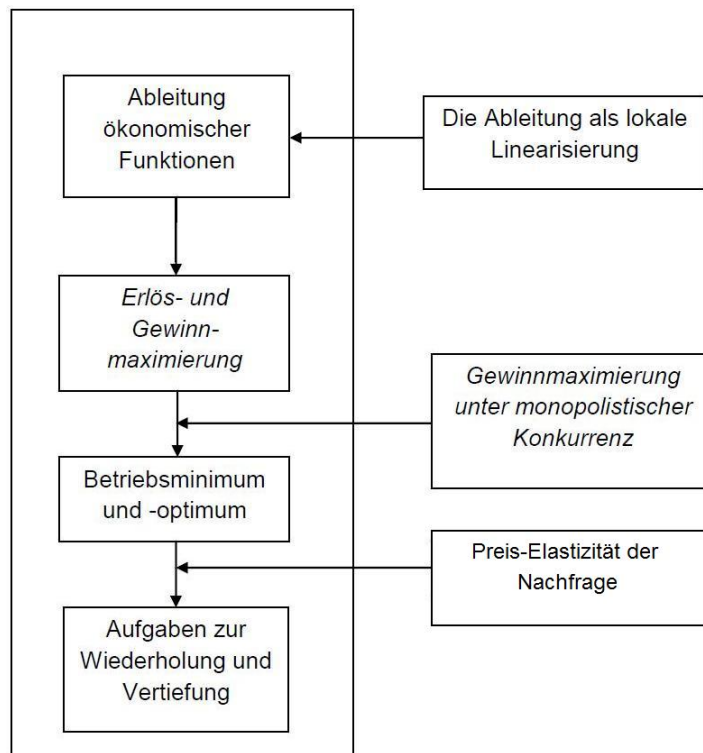 Ableitung
ökonomischer
Funktionen
Die Ableitung als lokale
Linearisierung
Erlös- und
Gewinn-
maximierung
Gewinnmaximierung
unter monopolistischer
Konkurrenz
Betriebsminimum
und -optimum
Preis-Elastizität der
Nachfrage
Aufgaben zur
Wiederholung und
Vertiefung